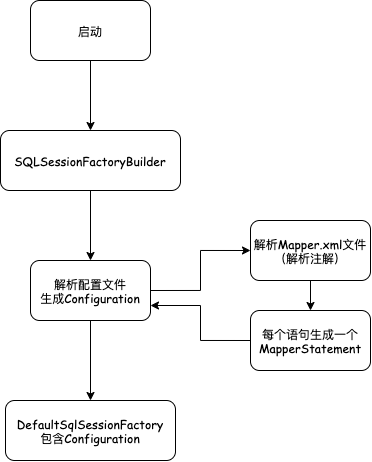 启动
SQLSessionFactoryBuilder
解析配置文件
生成Configuration
解析Mapper.xml文件
（解析注解）
每个语句生成一个
MapperStatement
DefaultSqlSessionFactory
包含Configuration